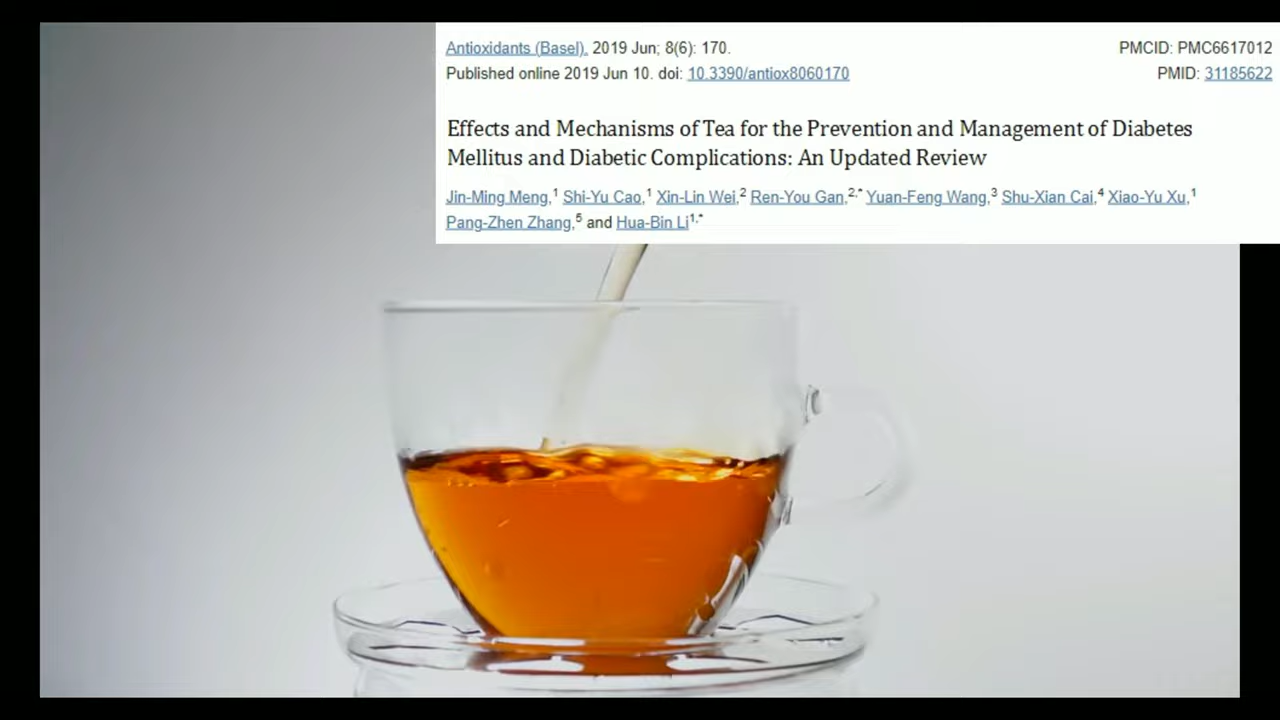 Antioxidants (Basel). 2019 Jun; 8(6): 170. PMCID: PMC6617012
Published online 2019 Jun 10. doi: 10.3390/antiox8060170 PMID: 31185622
Effects and Mechanisms of Tea for the Prevention and Management of Diabetes
Mellitus and Diabetic Complications: An Updated Review
Jin-Ming Meng,1 Shi-Yu Cao,1 Xin-Lin Wei,2 Ren-You Gan,2,* Yuan-Feng Wang,3 Shu-Xian Cai,4 Xiao-Yu Xu,1
Pang-Zhen Zhang,5 and Hua-Bin Li1,*